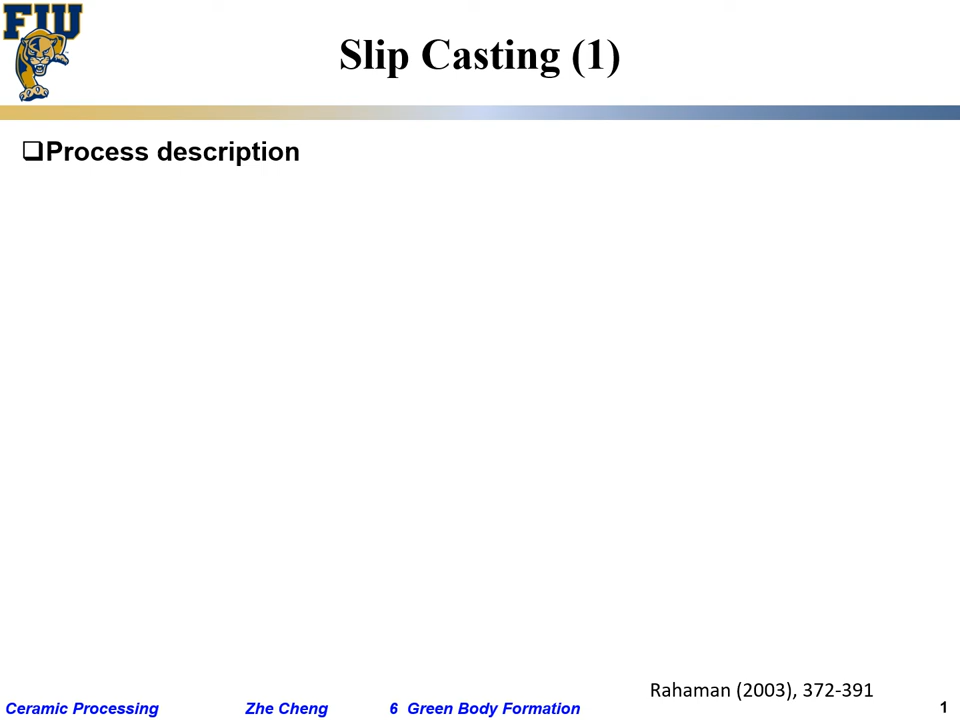 FIU
Slip Casting (1)
❑Process description
Rahaman (2003), 372-391
Ceramic Processing Zhe Cheng 6 Green Body Formation 1